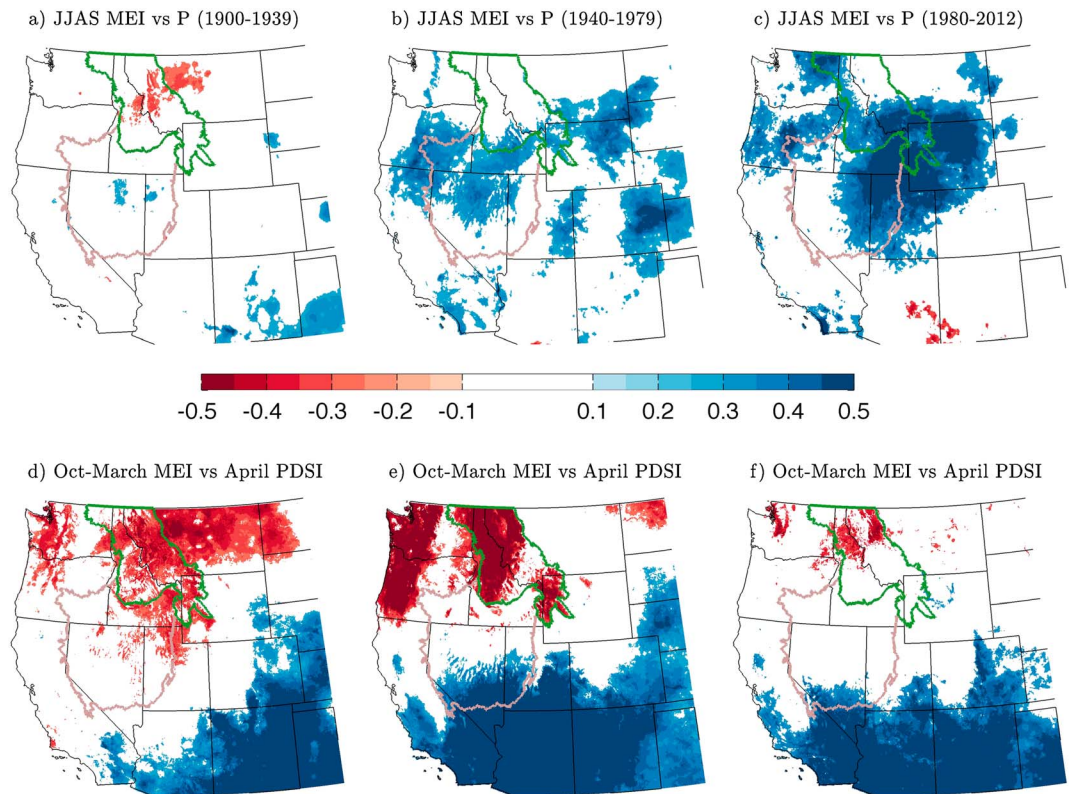 a) JJAS MEI vs P (1900-1939)
b) JJAS MEI vs P (1940-1979)
c) JJAS MEI vs P (1980-2012)
-0.5 -0.4 -0.3 -0.2 -0.1 0.1 0.2 0.3 0.4 0.5
d) Oct-March MEI vs April PDSI
e) Oct-March MEI vs April PDSI
f) Oct-March MEI vs April PDSI